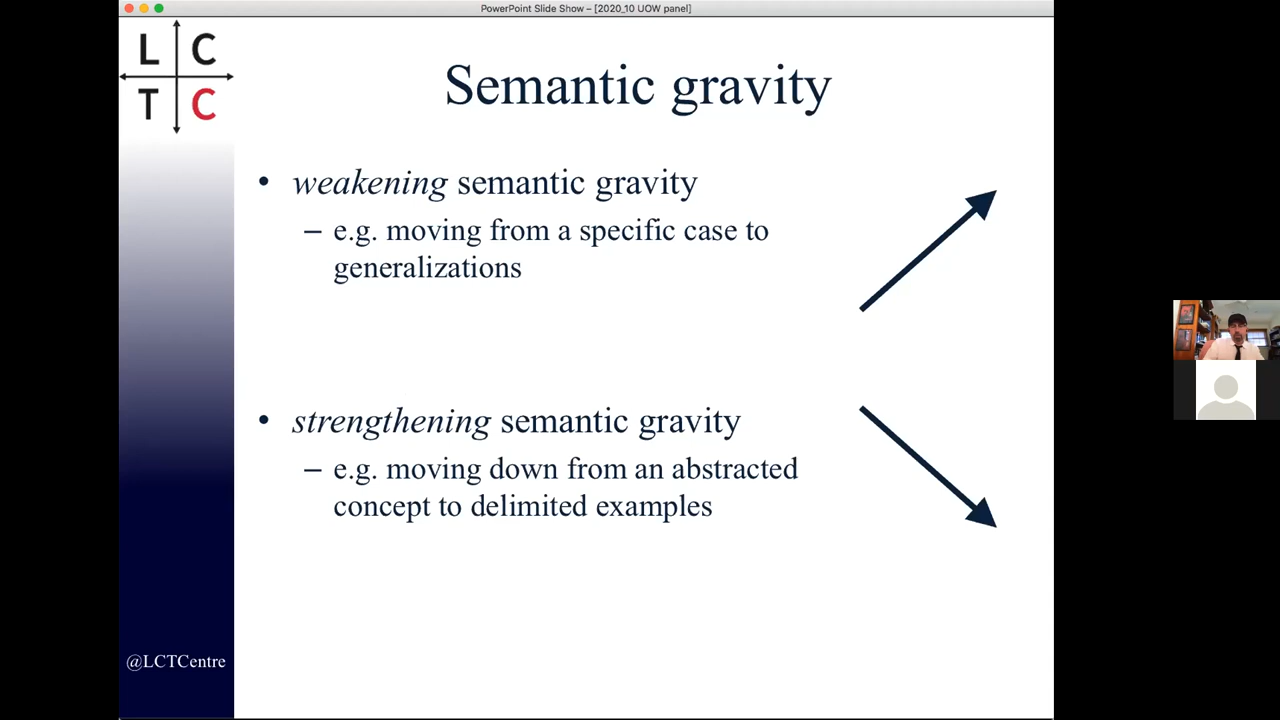 PowerPoint Slide Show – [2020_10 UOW panel]
L C
T C
Semantic gravity
• weakening semantic gravity
– e.g. moving from a specific case to
generalizations
• strengthening semantic gravity
– e.g. moving down from an abstracted
concept to delimited examples
@LCTCentre